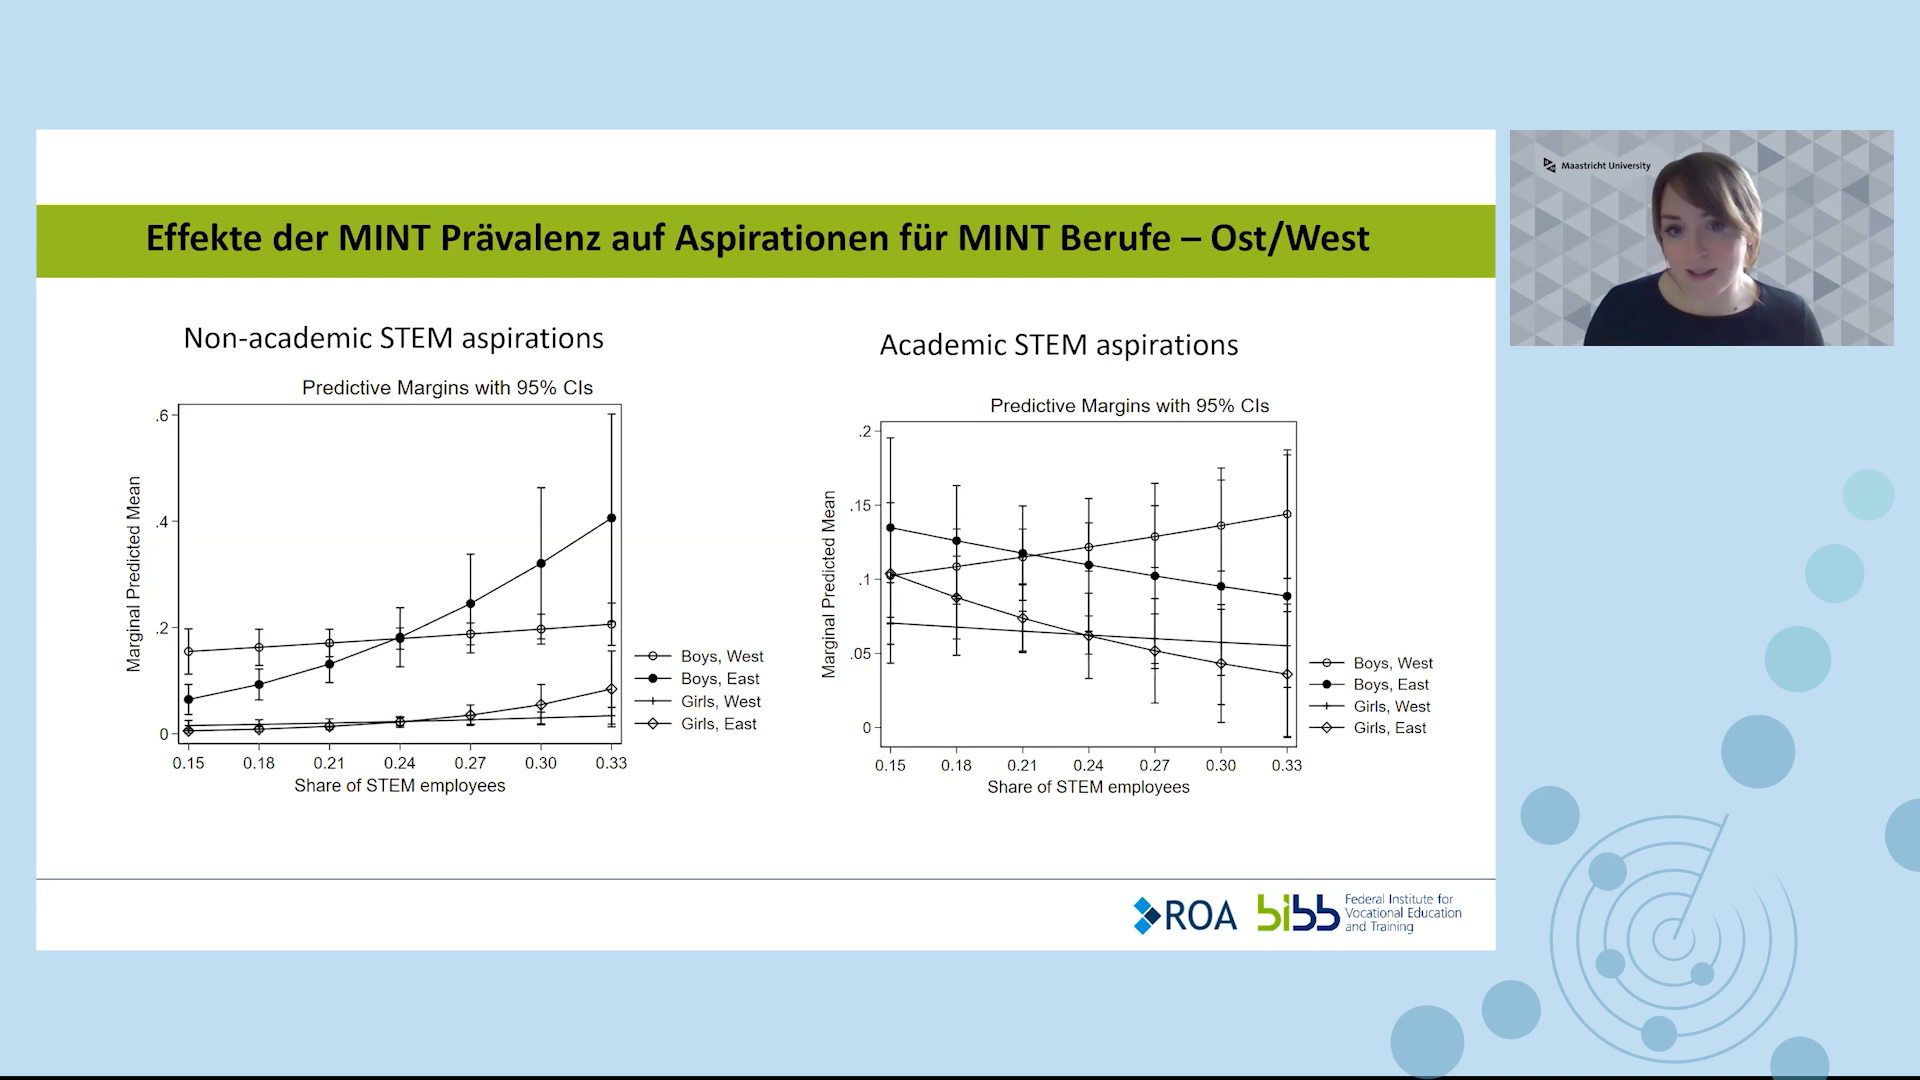 Effekte der MINT Prävalenz auf Aspirationen für MINT Berufe – Ost/West
Non-academic STEM aspirations
Predictive Margins with 95% CIs
Marginal Predicted Mean
.6
.4
.2
0
0.15 0.18 0.21 0.24 0.27 0.30 0.33
Share of STEM employees
Boys, West
Boys, East
Girls, West
Girls, East
Academic STEM aspirations
Predictive Margins with 95% CIs
Marginal Predicted Mean
.2
.15
.1
.05
0
0.15 0.18 0.21 0.24 0.27 0.30 0.33
Share of STEM employees
Boys, West
Boys, East
Girls, West
Girls, East
ROA
bibb
Federal Institute for
Vocational Education
and Training
Maastricht University